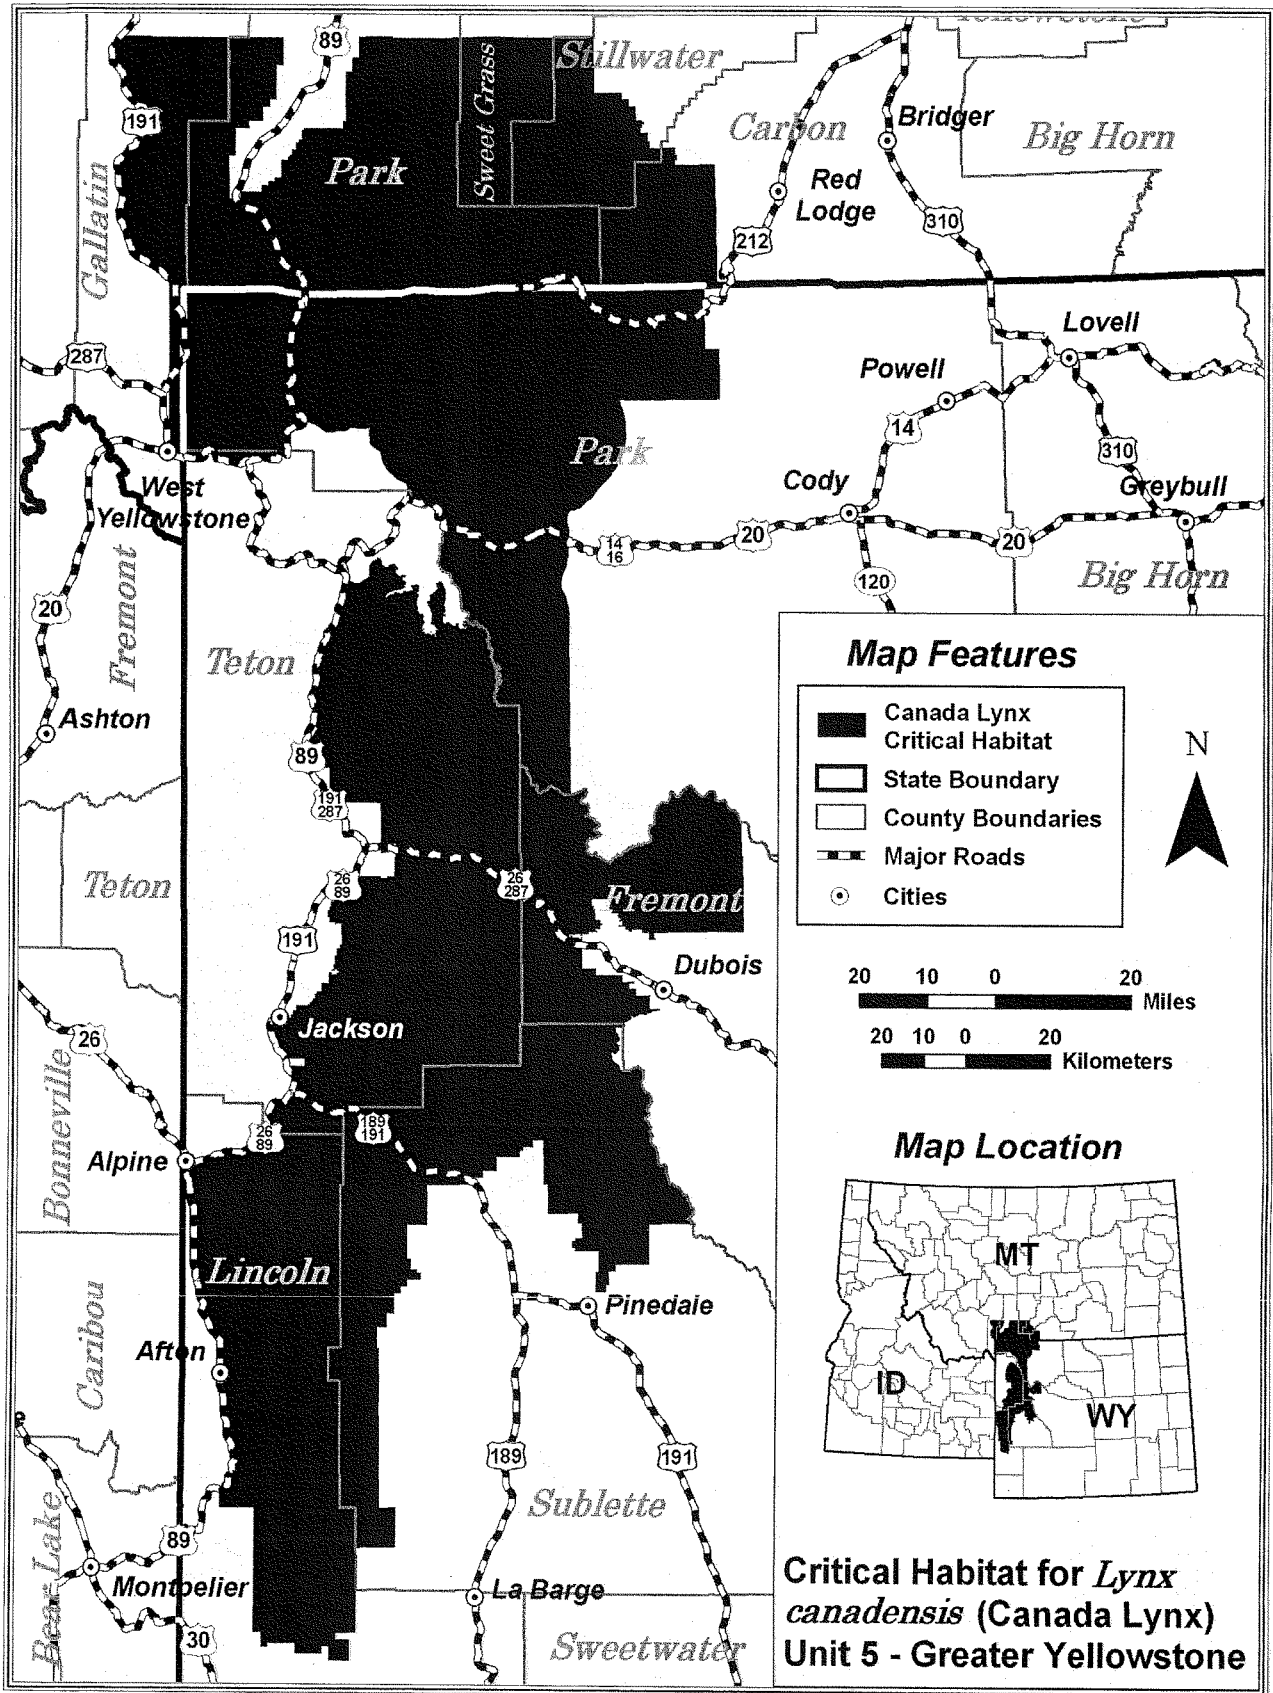 Yellowstone
89
Stillwater
Sweet Grass
191
Carbon
Bridger
Big Horn
Park
Red
Lodge
Gallatin
212
310
Lovell
287
Powell
14
Park
310
Cody
Greybull
West
Yellowstone
14
16
20
20
120
Big Horn
20
Fremont
Teton
Ashton
89
191
287
Teton
26
89
26
287
Fremont
191
Dubois
Jackson
26
Bonneville
26
89
189
191
Alpine
Lincoln
Pinedale
Caribou
Afton
189
191
Sublette
Bear Lake
89
Montpelier
La Barge
30
Sweetwater
Map Features
Canada Lynx
Critical Habitat
State Boundary
County Boundaries
Major Roads
Cities
N
20 10 0 20
Miles
20 10 0 20
Kilometers
Map Location
MT
ID
WY
Critical Habitat for Lynx
canadensis (Canada Lynx)
Unit 5 - Greater Yellowstone